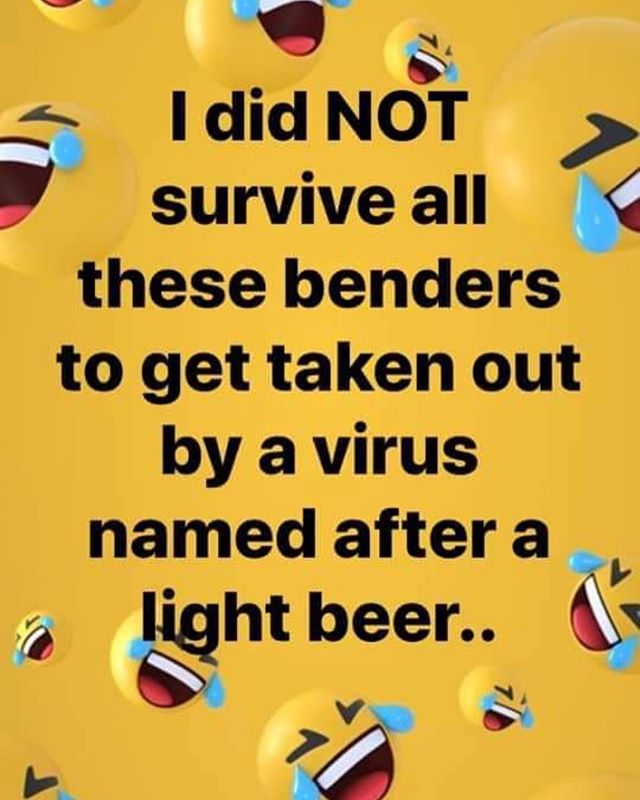 I did NOT
survive all
these benders
to get taken out
by a virus
named after a
light beer..